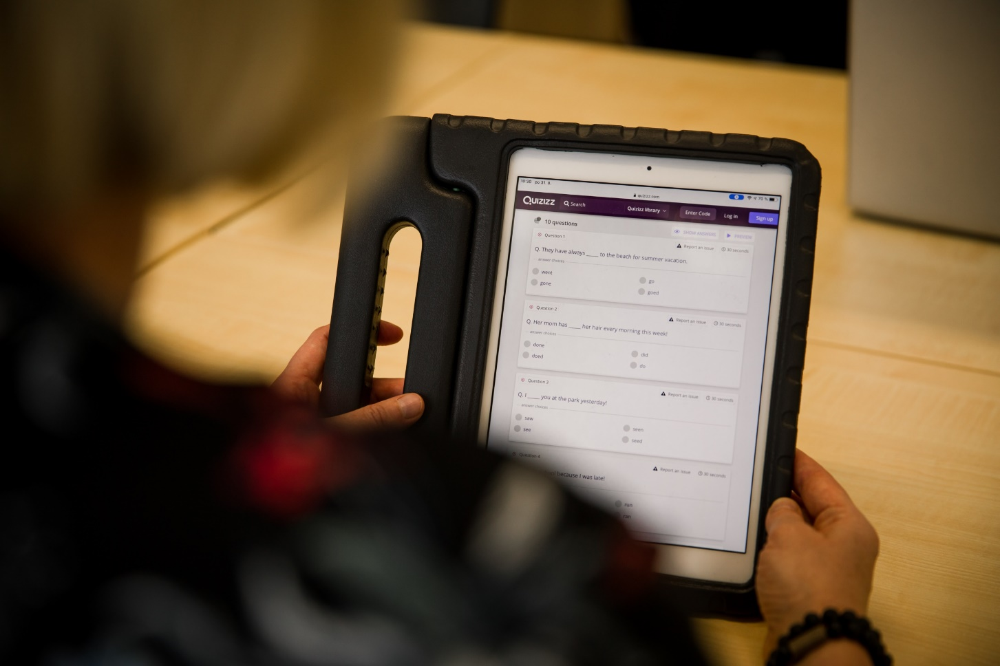 10:30 po 31. 8.
quizizz.com
70 %
QUIZIZZ Search Quizizz library Enter Code Log in Sign up
10 questions
SHOW ANSWERS PREVIEW
Question 1
Report an issue 30 seconds
Q. They have always ____ to the beach for summer vacation.
answer choices
went go
gone goed
Question 2
Report an issue 30 seconds
Q. Her mom has ____ her hair every morning this week!
answer choices
done did
doed do
Question 3
Report an issue 30 seconds
Q. I ____ you at the park yesterday!
answer choices
saw seen
see seed
Question 4
Report an issue 30 seconds
because I was late!
run
ran